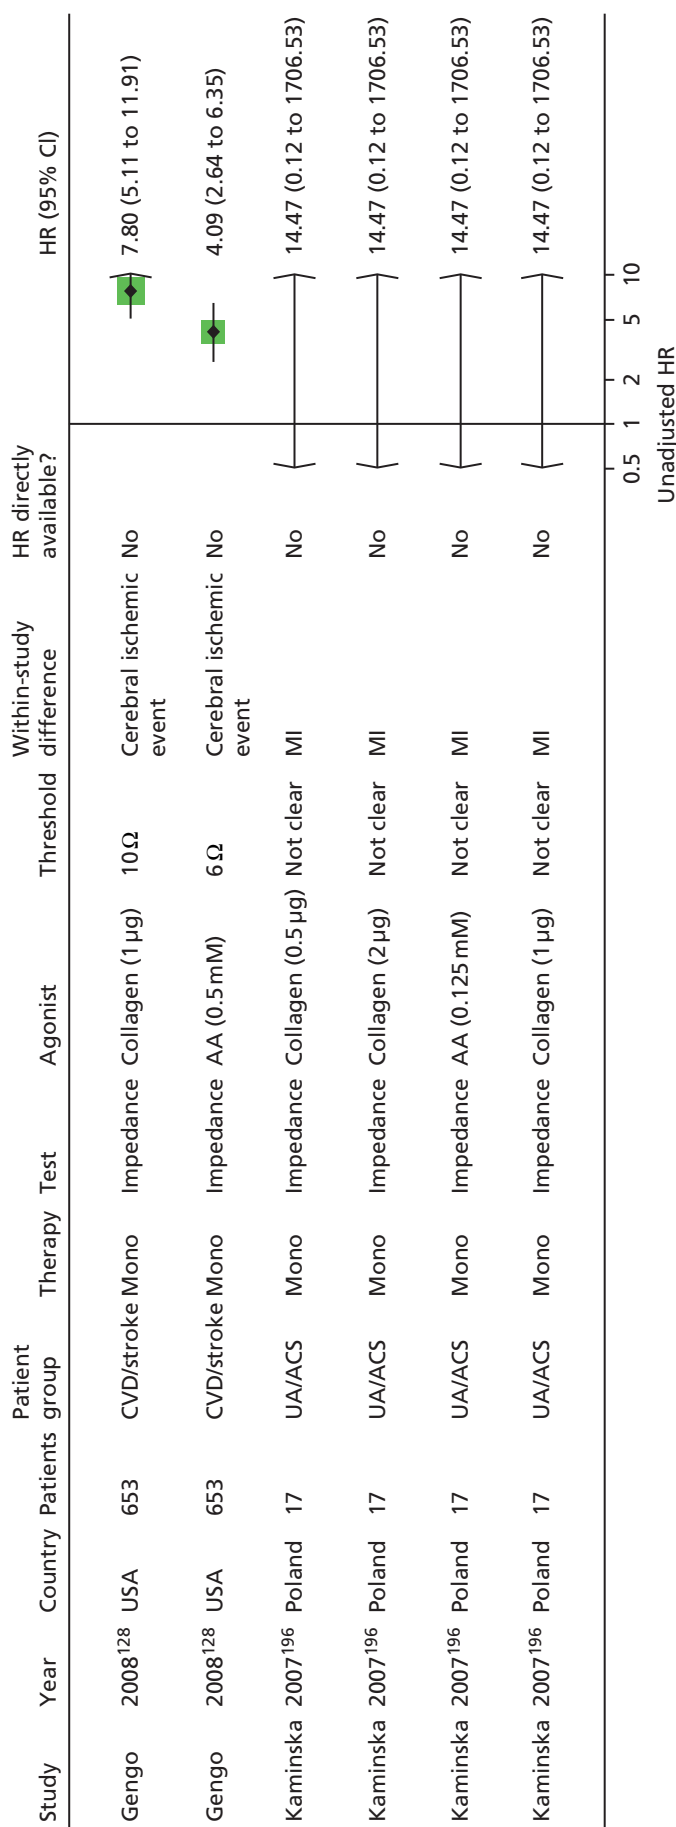 Study Year Country Patients Patient group Therapy Test Agonist Threshold Within-study difference HR directly available? HR (95% CI)
Gengo 2008128 USA 653 CVD/stroke Mono Impedance Collagen (1 µg) 10 Ω Cerebral ischemic event No 7.80 (5.11 to 11.91)
Gengo 2008128 USA 653 CVD/stroke Mono Impedance AA (0.5 mM) 6 Ω Cerebral ischemic event No 4.09 (2.64 to 6.35)
Kaminska 2007196 Poland 17 UA/ACS Mono Impedance Collagen (0.5 µg) Not clear MI No 14.47 (0.12 to 1706.53)
Kaminska 2007196 Poland 17 UA/ACS Mono Impedance Collagen (2 µg) Not clear MI No 14.47 (0.12 to 1706.53)
Kaminska 2007196 Poland 17 UA/ACS Mono Impedance AA (0.125 mM) Not clear MI No 14.47 (0.12 to 1706.53)
Kaminska 2007196 Poland 17 UA/ACS Mono Impedance Collagen (1 µg) Not clear MI No 14.47 (0.12 to 1706.53)
0.5 1 2 5 10
Unadjusted HR